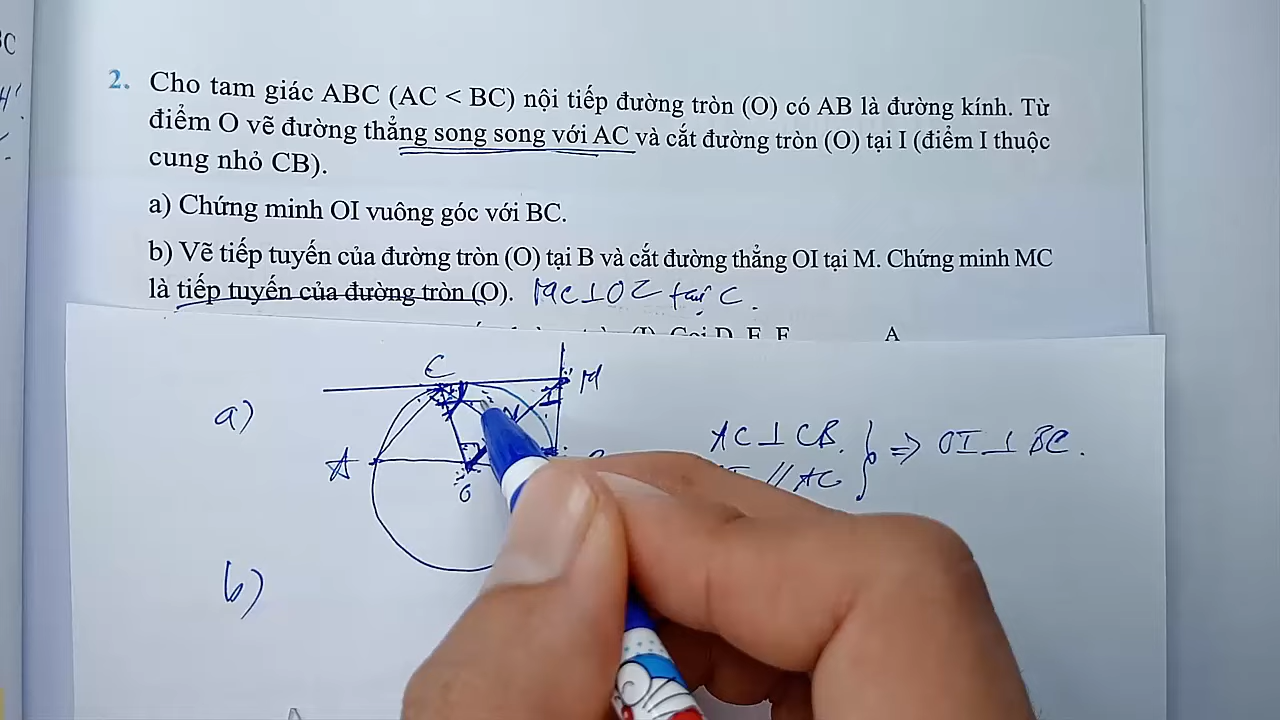 BC
H'
2. Cho tam giác ABC (AC < BC) nội tiếp đường tròn (O) có AB là đường kính. Từ
điểm O vẽ đường thẳng song song với AC và cắt đường tròn (O) tại I (điểm I thuộc
cung nhỏ CB).
a) Chứng minh OI vuông góc với BC.
b) Vẽ tiếp tuyến của đường tròn (O) tại B và cắt đường thẳng OI tại M. Chứng minh MC
là tiếp tuyến của đường tròn (O). MC⊥OC tại C.
(I). Gọi D, E, F
A
C
M
a)
I
AC ⊥ CB. } => OI ⊥ BC.
A
// AC
O
b)